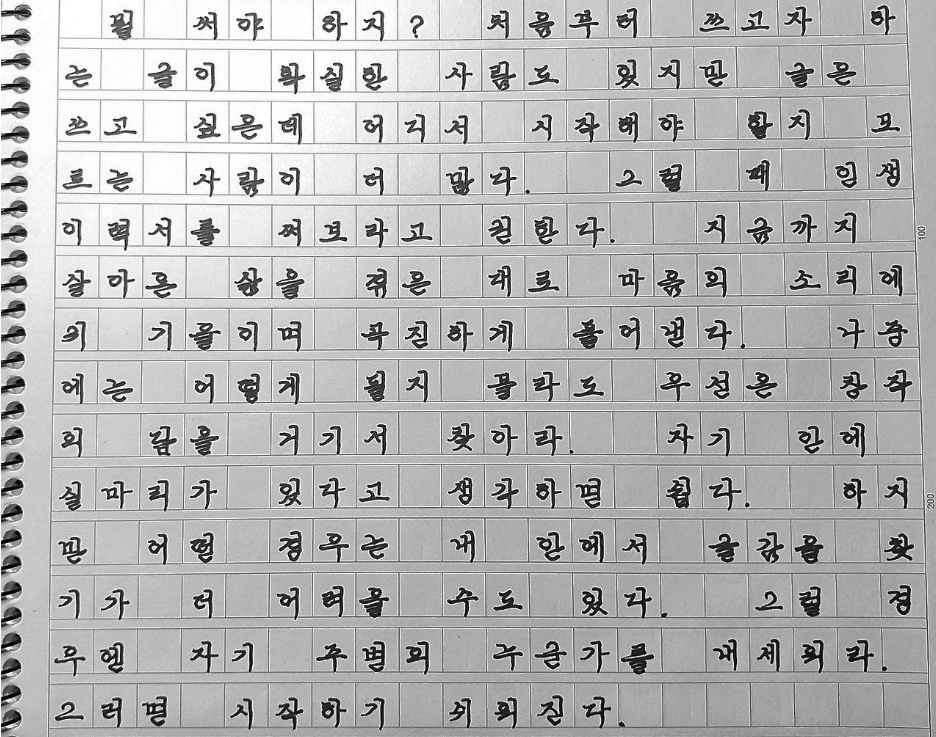 뭘 써야 하지? 처음부터 쓰고자 하
는 글이 확실한 사람도 있지만 글은
쓰고 싶은데 어디서 시작해야 할지 모
르는 사람이 더 많다. 그럴 때 인생
이력서를 써보라고 권한다. 지금까지
살아온 삶을 겪은 대로 마음의 소리에
귀 기울이며 곡진하게 풀어낸다. 나중
에는 어떻게 될지 몰라도 우선은 창작
의 답을 거기서 찾아라. 자기 안에
실마리가 있다고 생각하면 쉽다. 하지
만 어떤 경우는 내 안에서 글감을 찾
기가 더 어려울 수도 있다. 그럴 경
우엔 자기 주변의 누군가를 내세워라.
그러면 시작하기 쉬워진다.
100
200